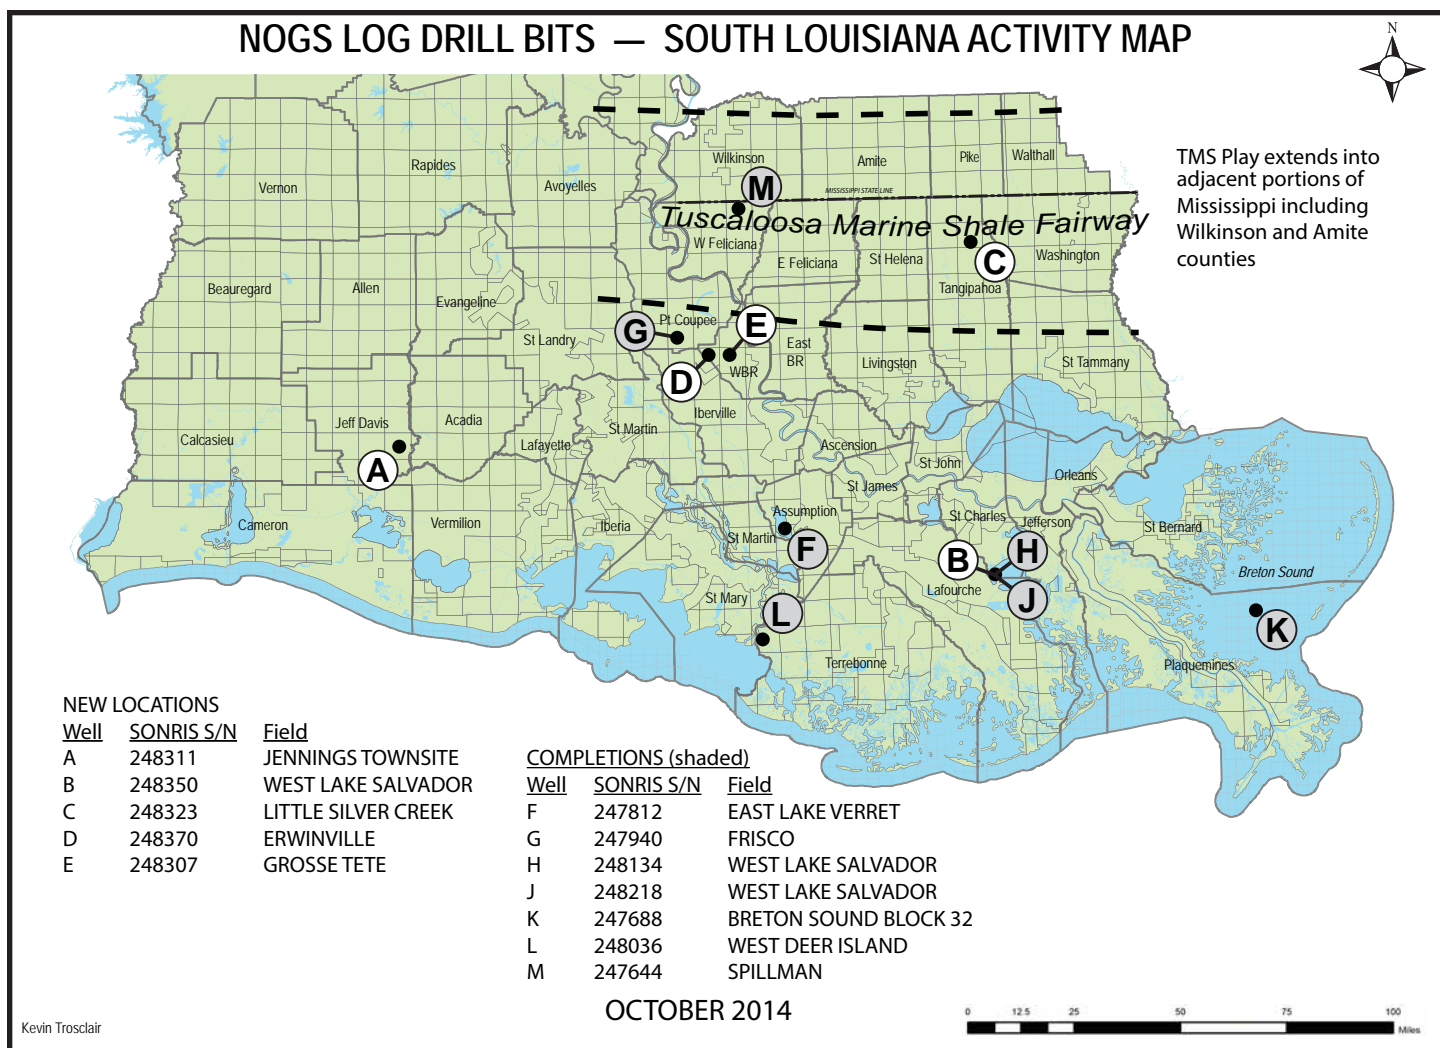 NOGS LOG DRILL BITS — SOUTH LOUISIANA ACTIVITY MAP
N
TMS Play extends into
adjacent portions of
Mississippi including
Wilkinson and Amite
counties
Wilkinson
Amite
Pike
Walthall
Rapides
Vernon
Avoyelles
M
MISSISSIPPI STATE LINE
Tuscaloosa Marine Shale Fairway
W Feliciana
E Feliciana
St Helena
Washington
C
Tangipahoa
Beauregard
Allen
Evangeline
Pt Coupee
E
G
St Landry
East
BR
WBR
Livingston
St Tammany
D
Iberville
Jeff Davis
Acadia
St Martin
Calcasieu
Lafayette
Ascension
A
St John
Orleans
St James
Assumption
St Charles
Jefferson
Cameron
Vermilion
Iberia
St Martin
St Bernard
F
B
H
Breton Sound
Lafourche
J
St Mary
L
K
Terrebonne
Plaquemines
NEW LOCATIONS
Well SONRIS S/N Field
A 248311 JENNINGS TOWNSITE
B 248350 WEST LAKE SALVADOR
C 248323 LITTLE SILVER CREEK
D 248370 ERWINVILLE
E 248307 GROSSE TETE
COMPLETIONS (shaded)
Well SONRIS S/N Field
F 247812 EAST LAKE VERRET
G 247940 FRISCO
H 248134 WEST LAKE SALVADOR
J 248218 WEST LAKE SALVADOR
K 247688 BRETON SOUND BLOCK 32
L 248036 WEST DEER ISLAND
M 247644 SPILLMAN
OCTOBER 2014
Kevin Trosclair
0 12.5 25 50 75 100
Miles